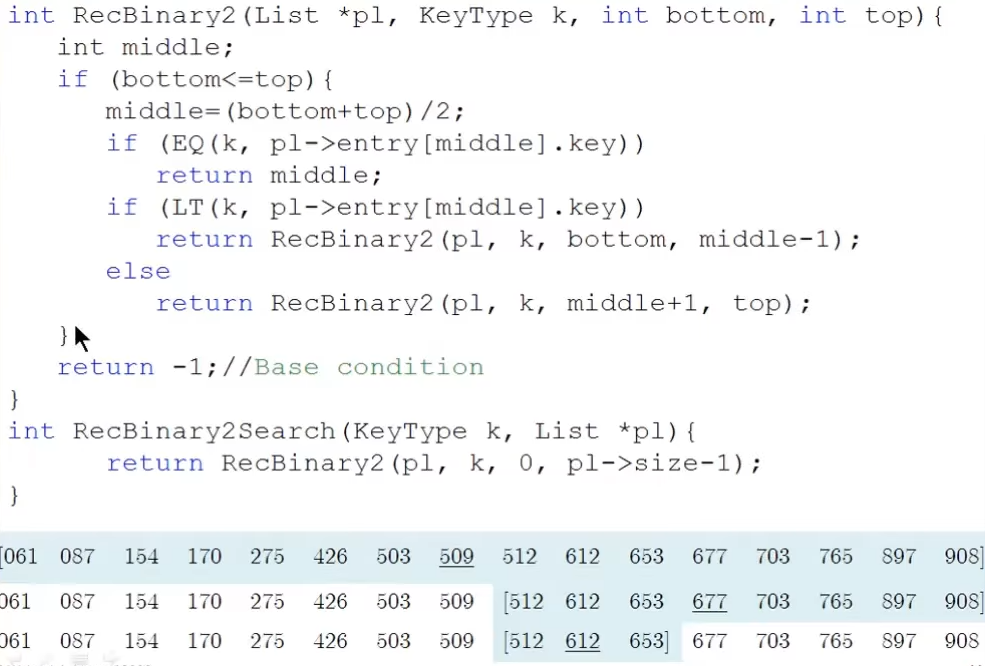 int RecBinary2(List *pl, KeyType k, int bottom, int top){
int middle;
if (bottom<=top){
middle=(bottom+top)/2;
if (EQ(k, pl->entry[middle].key))
return middle;
if (LT(k, pl->entry[middle].key))
return RecBinary2(pl, k, bottom, middle-1);
else
return RecBinary2(pl, k, middle+1, top);
}
return -1;//Base condition
}
int RecBinary2Search(KeyType k, List *pl){
return RecBinary2(pl, k, 0, pl->size-1);
}
[061 087 154 170 275 426 503 509 512 612 653 677 703 765 897 908]
061 087 154 170 275 426 503 509 [512 612 653 677 703 765 897 908]
061 087 154 170 275 426 503 509 [512 612 653] 677 703 765 897 908